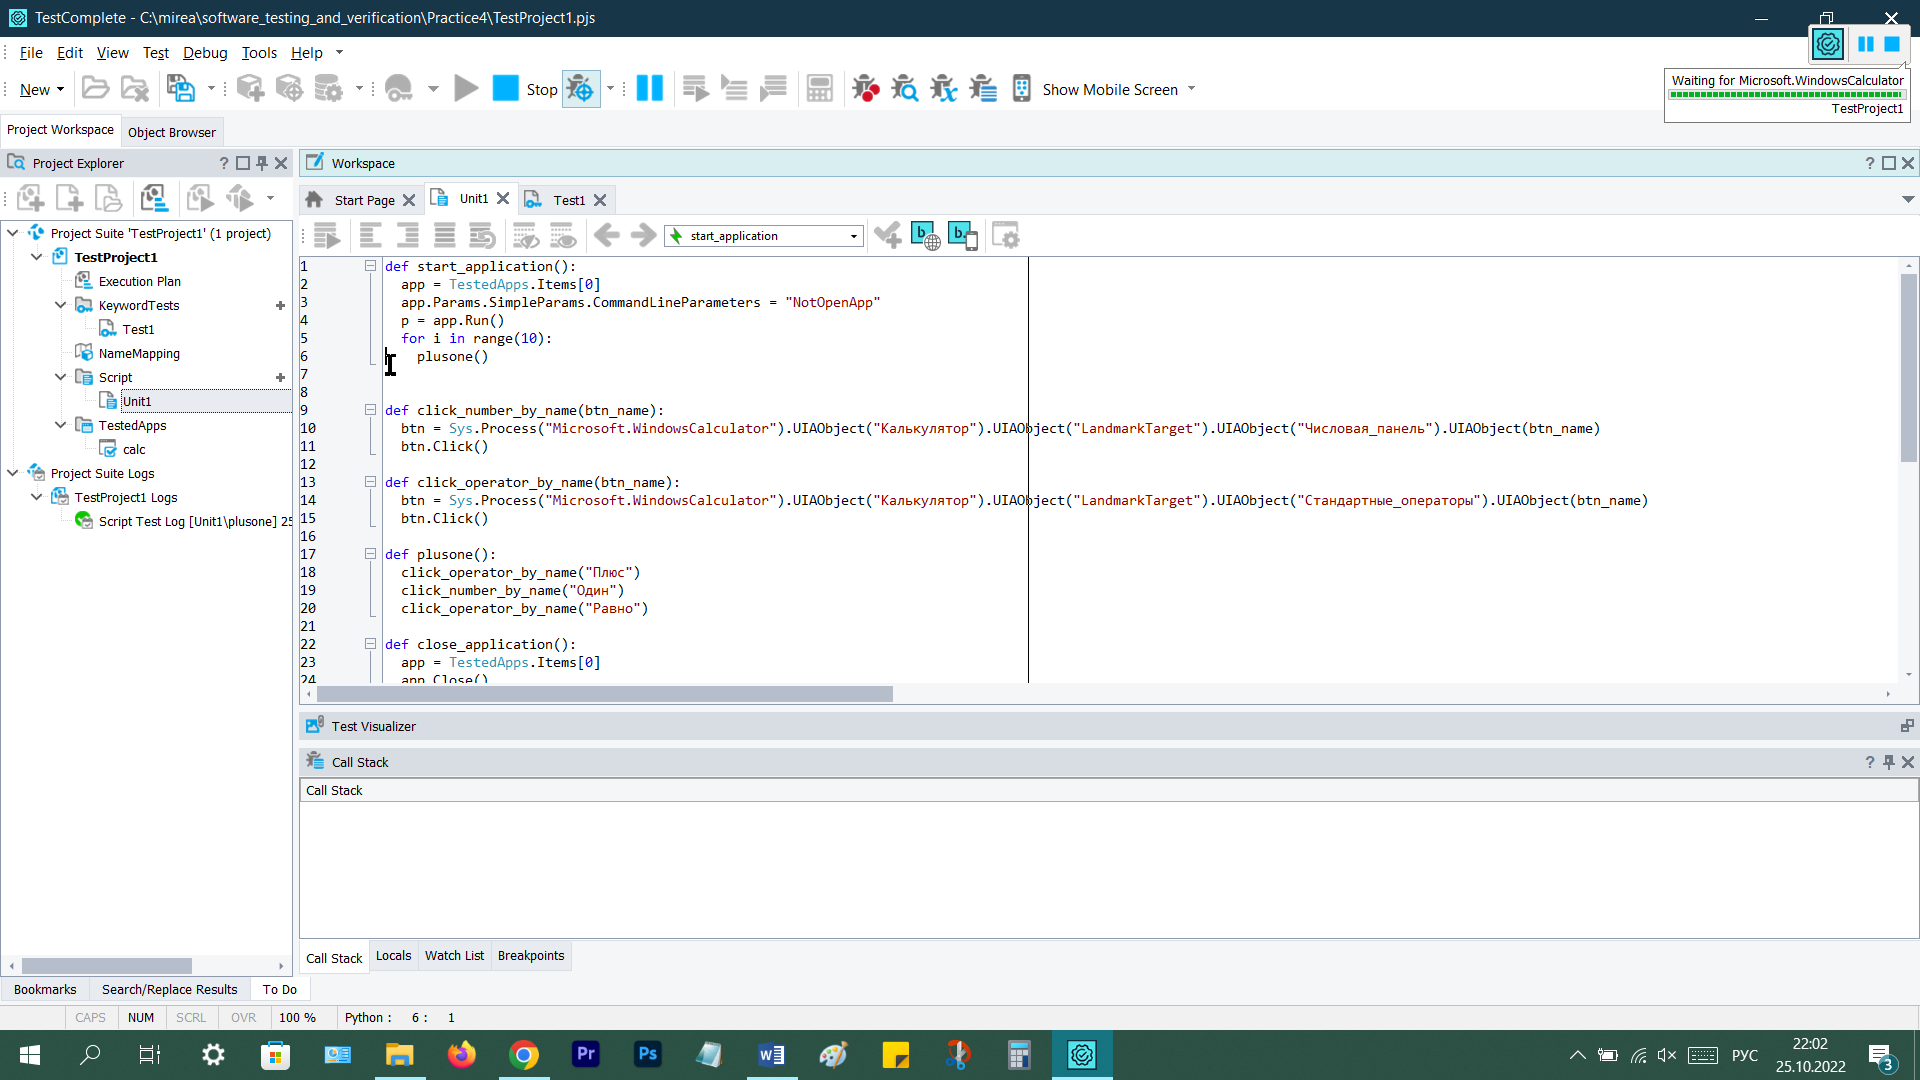 TestComplete - C:\mirea\software_testing_and_verification\Practice4\TestProject1.pjs
File Edit View Test Debug Tools Help
New Stop Show Mobile Screen
Waiting for Microsoft.WindowsCalculator
TestProject1
Project Workspace Object Browser
Project Explorer ?
Workspace ?
Start Page Unit1 Test1
start_application
Project Suite 'TestProject1' (1 project)
TestProject1
Execution Plan
KeywordTests
Test1
NameMapping
Script
Unit1
TestedApps
calc
Project Suite Logs
TestProject1 Logs
Script Test Log [Unit1\plusone] 25
1 def start_application():
2 app = TestedApps.Items[0]
3 app.Params.SimpleParams.CommandLineParameters = "NotOpenApp"
4 p = app.Run()
5 for i in range(10):
6 plusone()
7
8
9 def click_number_by_name(btn_name):
10 btn = Sys.Process("Microsoft.WindowsCalculator").UIAObject("Калькулятор").UIAObject("LandmarkTarget").UIAObject("Числовая_панель").UIAObject(btn_name)
11 btn.Click()
12
13 def click_operator_by_name(btn_name):
14 btn = Sys.Process("Microsoft.WindowsCalculator").UIAObject("Калькулятор").UIAObject("LandmarkTarget").UIAObject("Стандартные_операторы").UIAObject(btn_name)
15 btn.Click()
16
17 def plusone():
18 click_operator_by_name("Плюс")
19 click_number_by_name("Один")
20 click_operator_by_name("Равно")
21
22 def close_application():
23 app = TestedApps.Items[0]
24 app.Close()
Test Visualizer
Call Stack ?
Call Stack
Call Stack Locals Watch List Breakpoints
Bookmarks Search/Replace Results To Do
CAPS NUM SCRL OVR 100 % Python : 6 : 1
Pr Ps W
РУС
22:02
25.10.2022
3